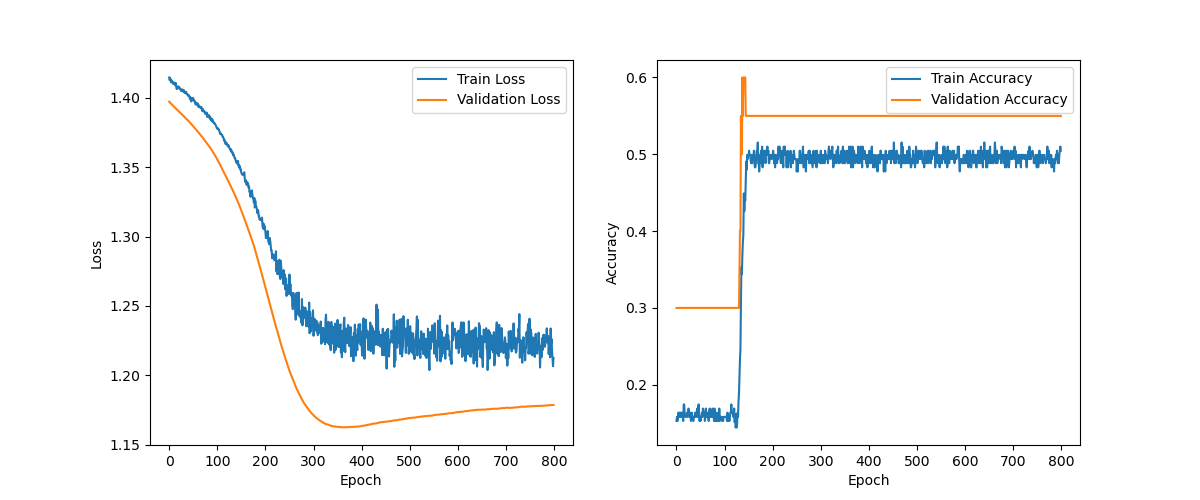 Train Loss
Validation Loss
1.40
1.35
1.30
1.25
1.20
1.15
Loss
0 100 200 300 400 500 600 700 800
Epoch
Train Accuracy
Validation Accuracy
0.6
0.5
0.4
0.3
0.2
Accuracy
0 100 200 300 400 500 600 700 800
Epoch